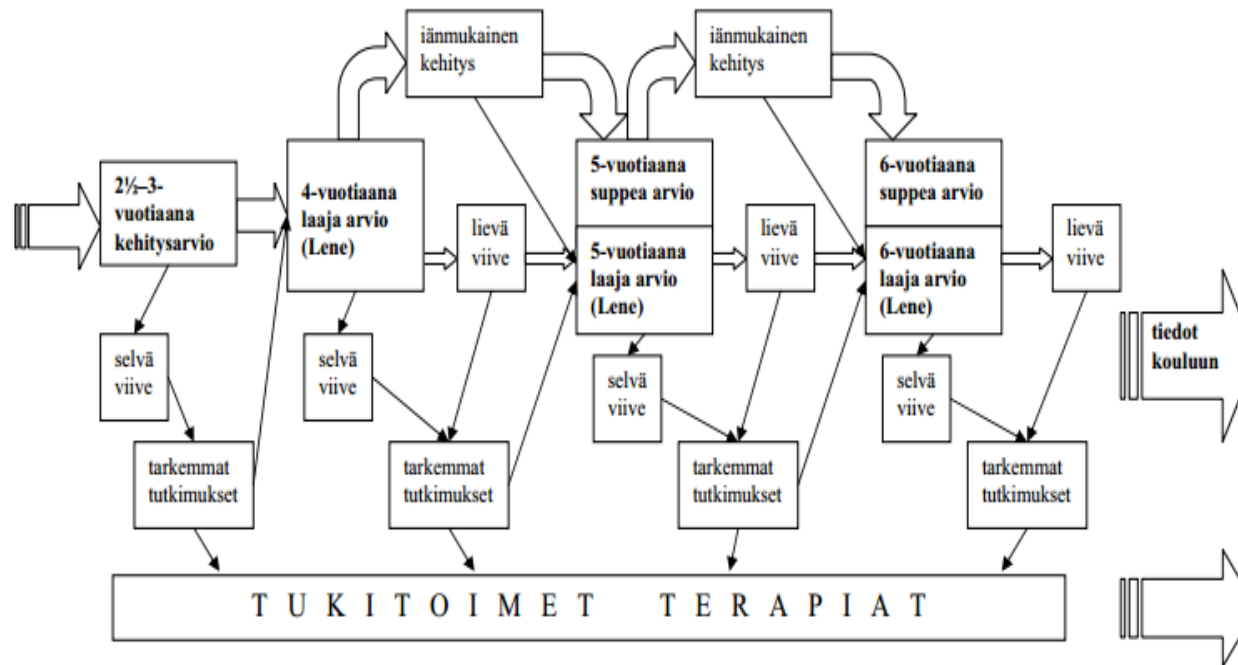 iänmukainen
kehitys
iänmukainen
kehitys
2½–3-
vuotiaana
kehitysarvio
4-vuotiaana
laaja arvio
(Lene)
lievä
viive
5-vuotiaana
suppea arvio
5-vuotiaana
laaja arvio
(Lene)
lievä
viive
6-vuotiaana
suppea arvio
6-vuotiaana
laaja arvio
(Lene)
lievä
viive
tiedot
kouluun
selvä
viive
selvä
viive
selvä
viive
selvä
viive
tarkemmat
tutkimukset
tarkemmat
tutkimukset
tarkemmat
tutkimukset
tarkemmat
tutkimukset
T U K I T O I M E T T E R A P I A T